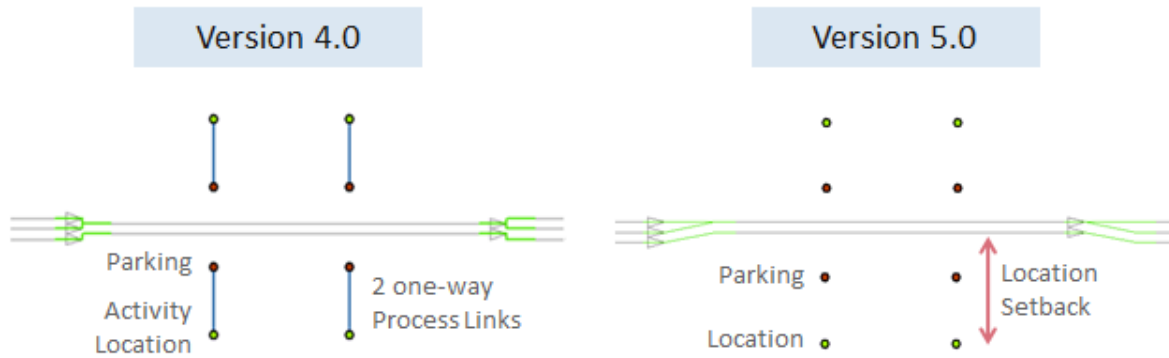 Version 4.0
Version 5.0
Parking
Activity
Location
2 one-way
Process Links
Parking
Location
Location
Setback